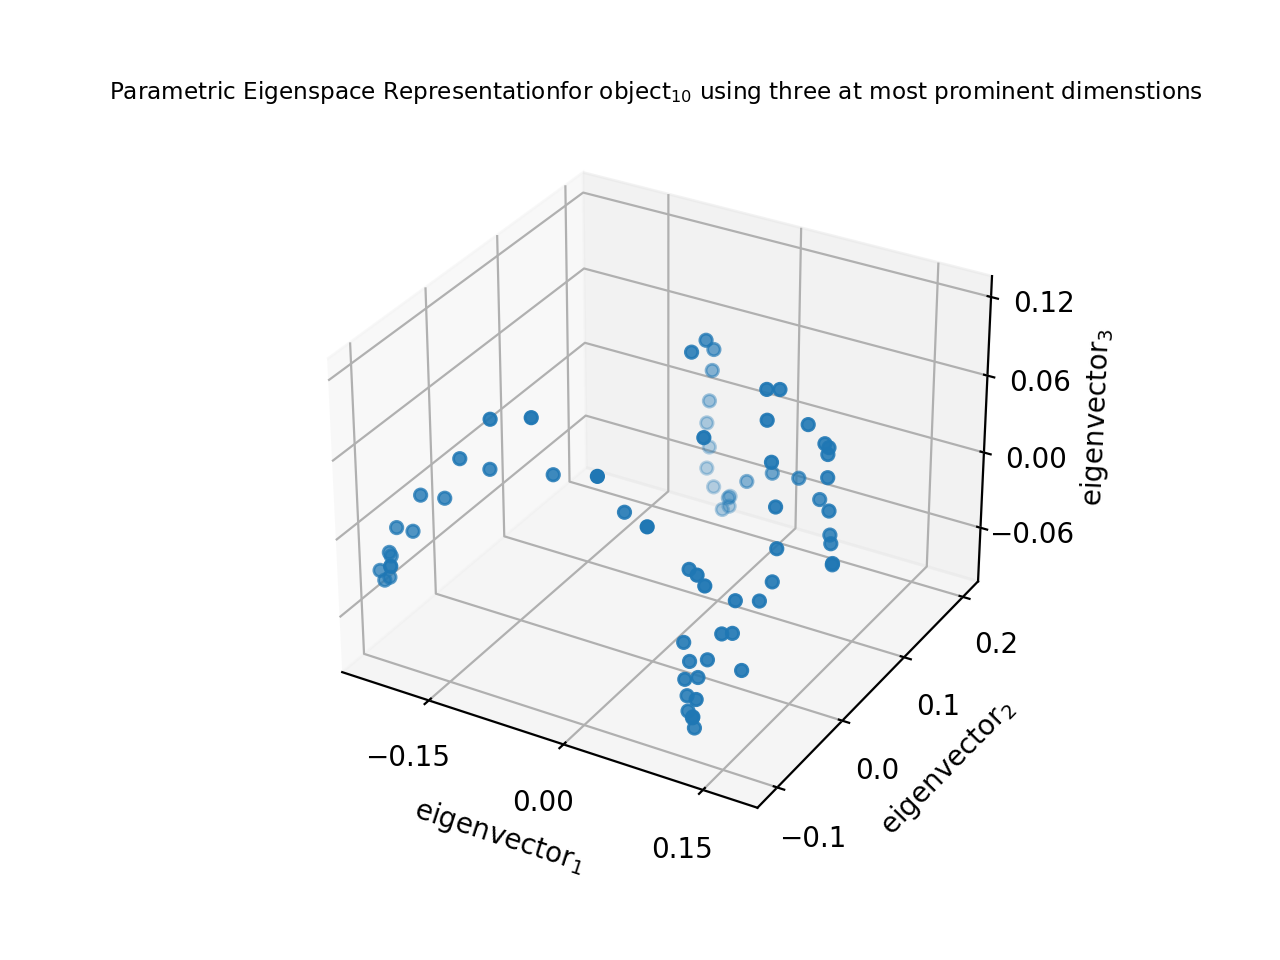 Parametric Eigenspace Representationfor object₁₀ using three at most prominent dimenstions
0.12
0.06
0.00
−0.06
eigenvector₃
0.2
0.1
0.0
−0.1
eigenvector₂
−0.15
0.00
0.15
eigenvector₁